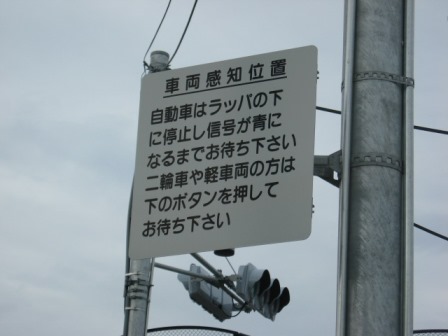 車両感知位置
自動車はラッパの下
に停止し信号が青に
なるまでお待ち下さい
二輪車や軽車両の方は
下のボタンを押して
お待ち下さい